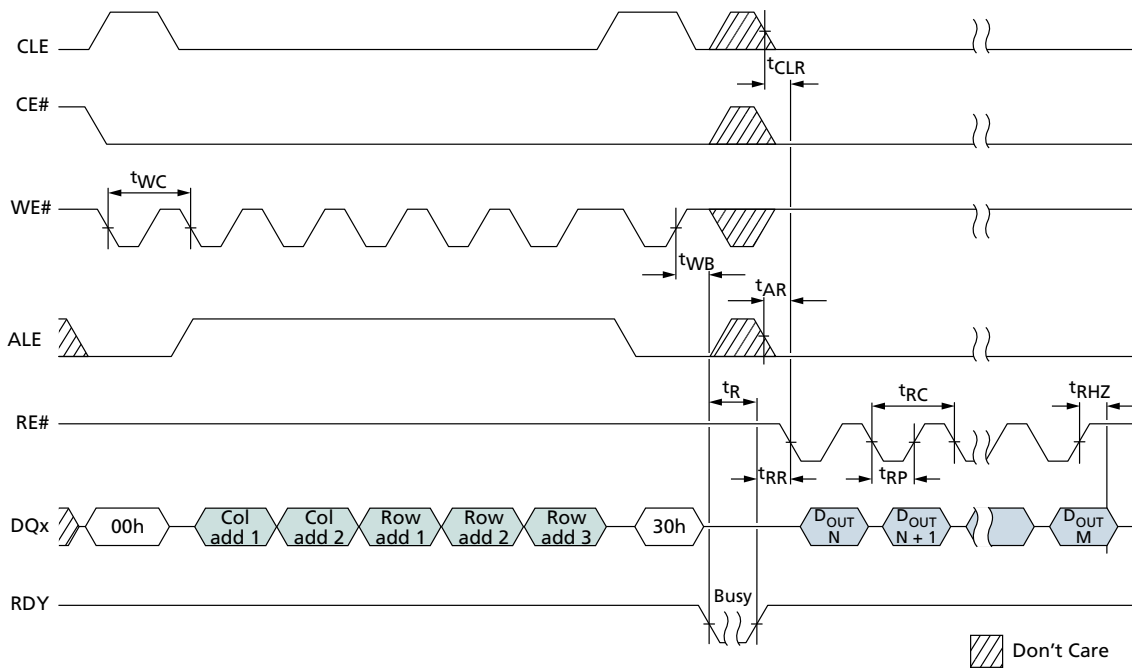 CLE
tCLR
CE#
tWC
WE#
tWB
tAR
ALE
tR
tRC
tRHZ
RE#
tRR
tRP
DQx
00h
Col
add 1
Col
add 2
Row
add 1
Row
add 2
Row
add 3
30h
DOUT
N
DOUT
N + 1
DOUT
M
RDY
Busy
Don't Care